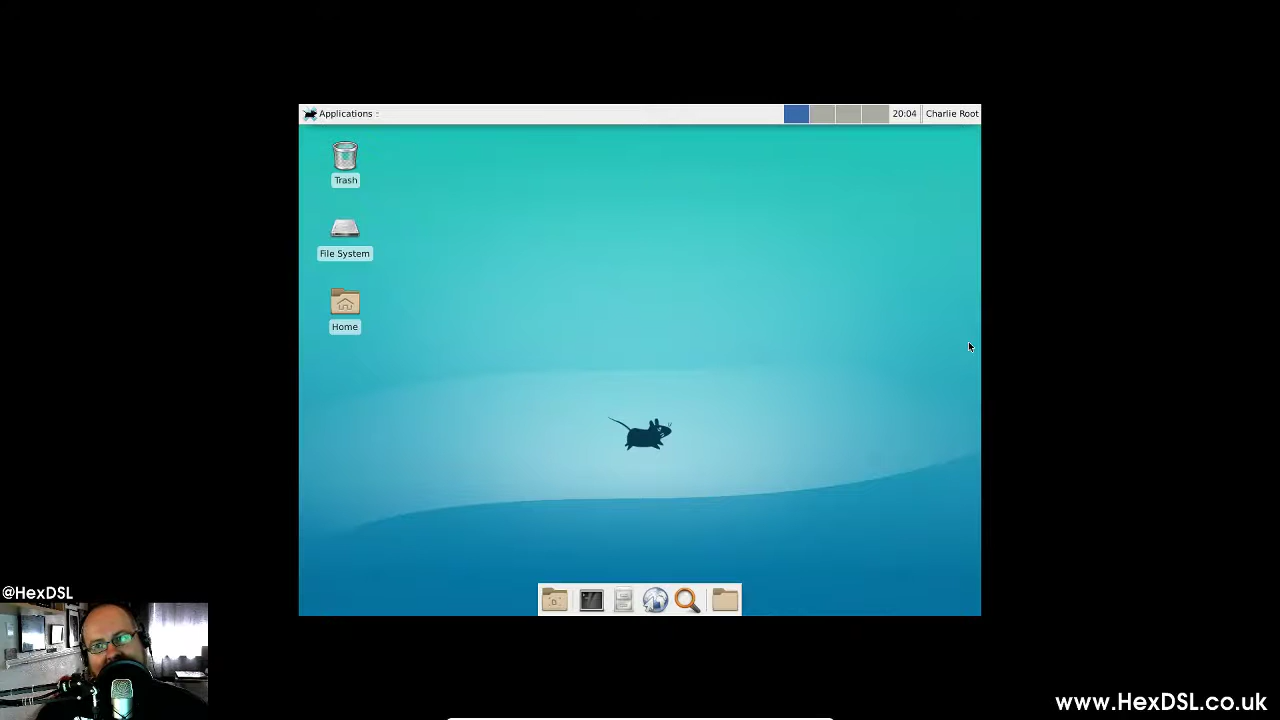 Applications
20:04
Charlie Root
Trash
File System
Home
@HexDSL
www.HexDSL.co.uk